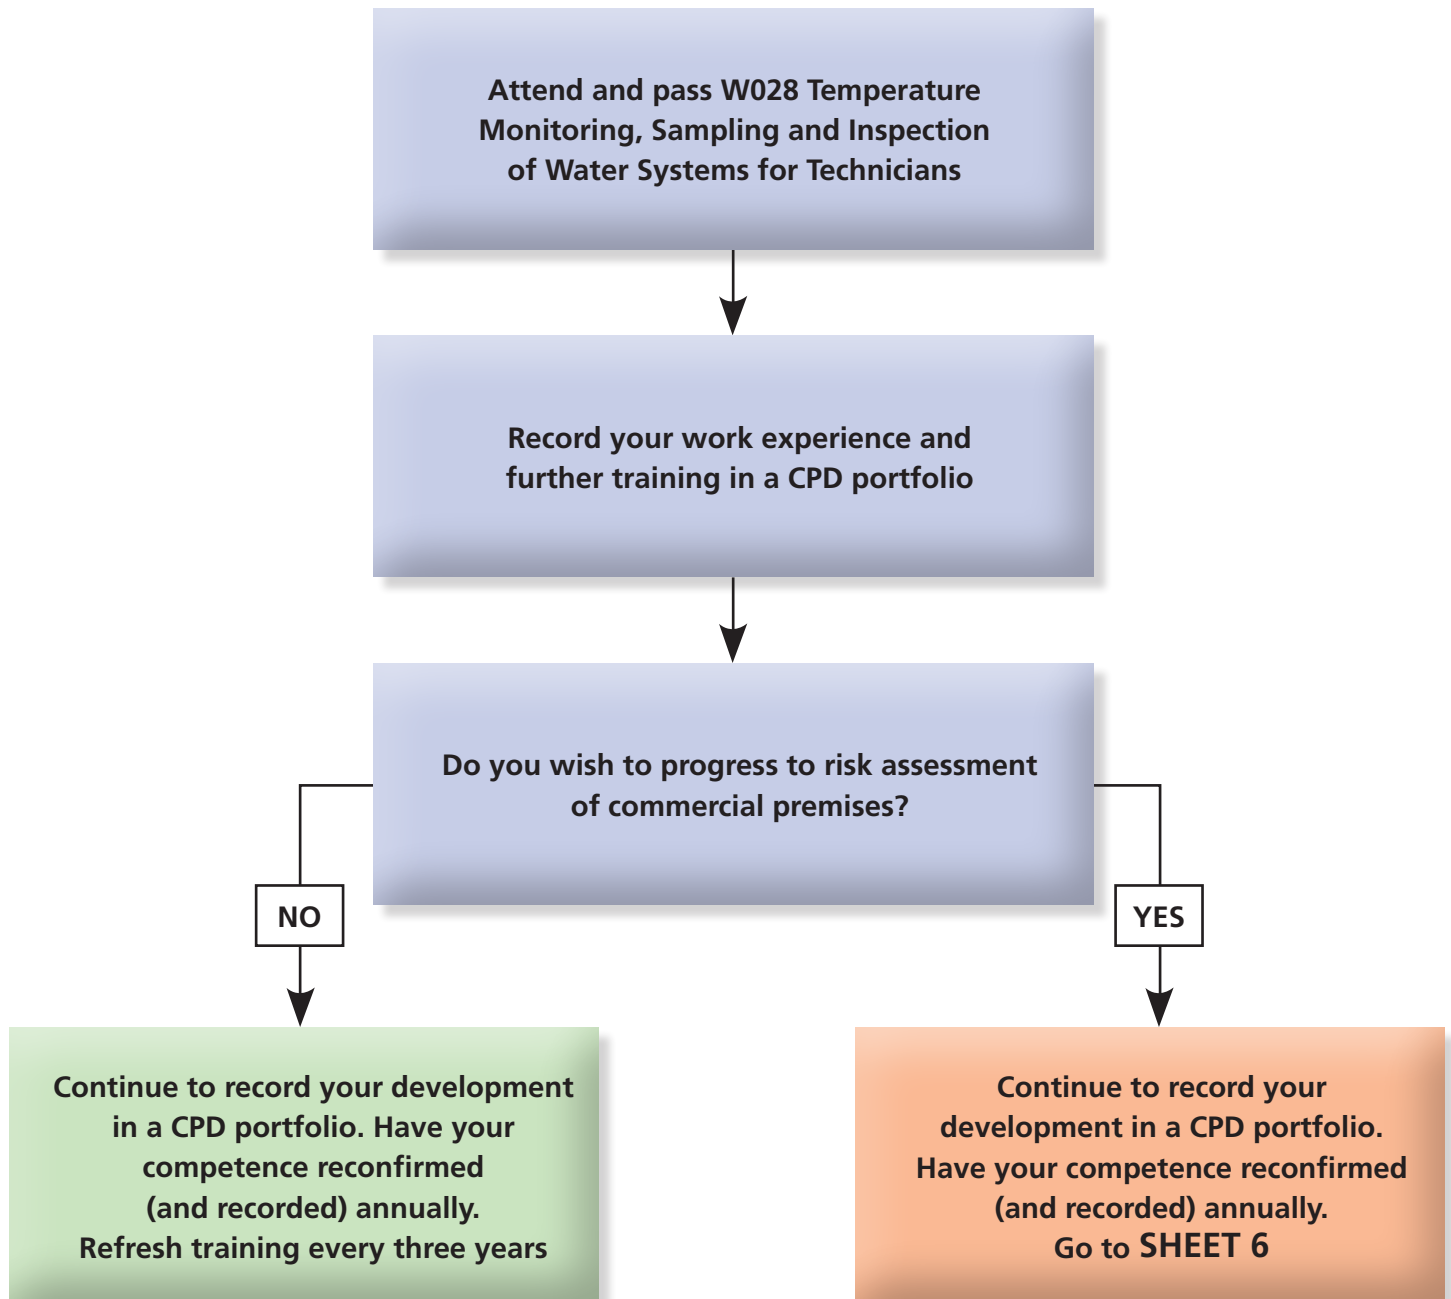 Attend and pass W028 Temperature
Monitoring, Sampling and Inspection
of Water Systems for Technicians
Record your work experience and
further training in a CPD portfolio
Do you wish to progress to risk assessment
of commercial premises?
NO
YES
Continue to record your development
in a CPD portfolio. Have your
competence reconfirmed
(and recorded) annually.
Refresh training every three years
Continue to record your
development in a CPD portfolio.
Have your competence reconfirmed
(and recorded) annually.
Go to SHEET 6